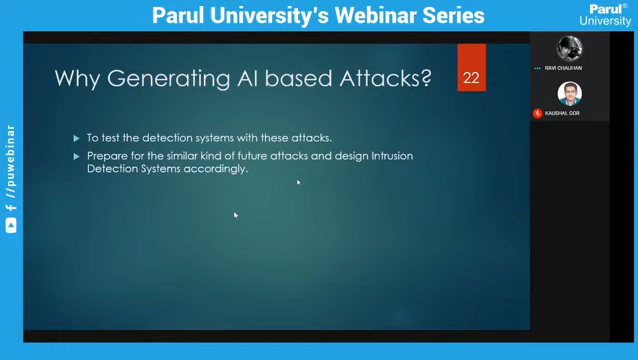 Parul University's Webinar Series
Parul®
University
Why Generating AI based Attacks?
22
To test the detection systems with these attacks.
Prepare for the similar kind of future attacks and design Intrusion
Detection Systems accordingly.
RAVI CHAUHAN
KAUSHAL GOR
/puwebinar